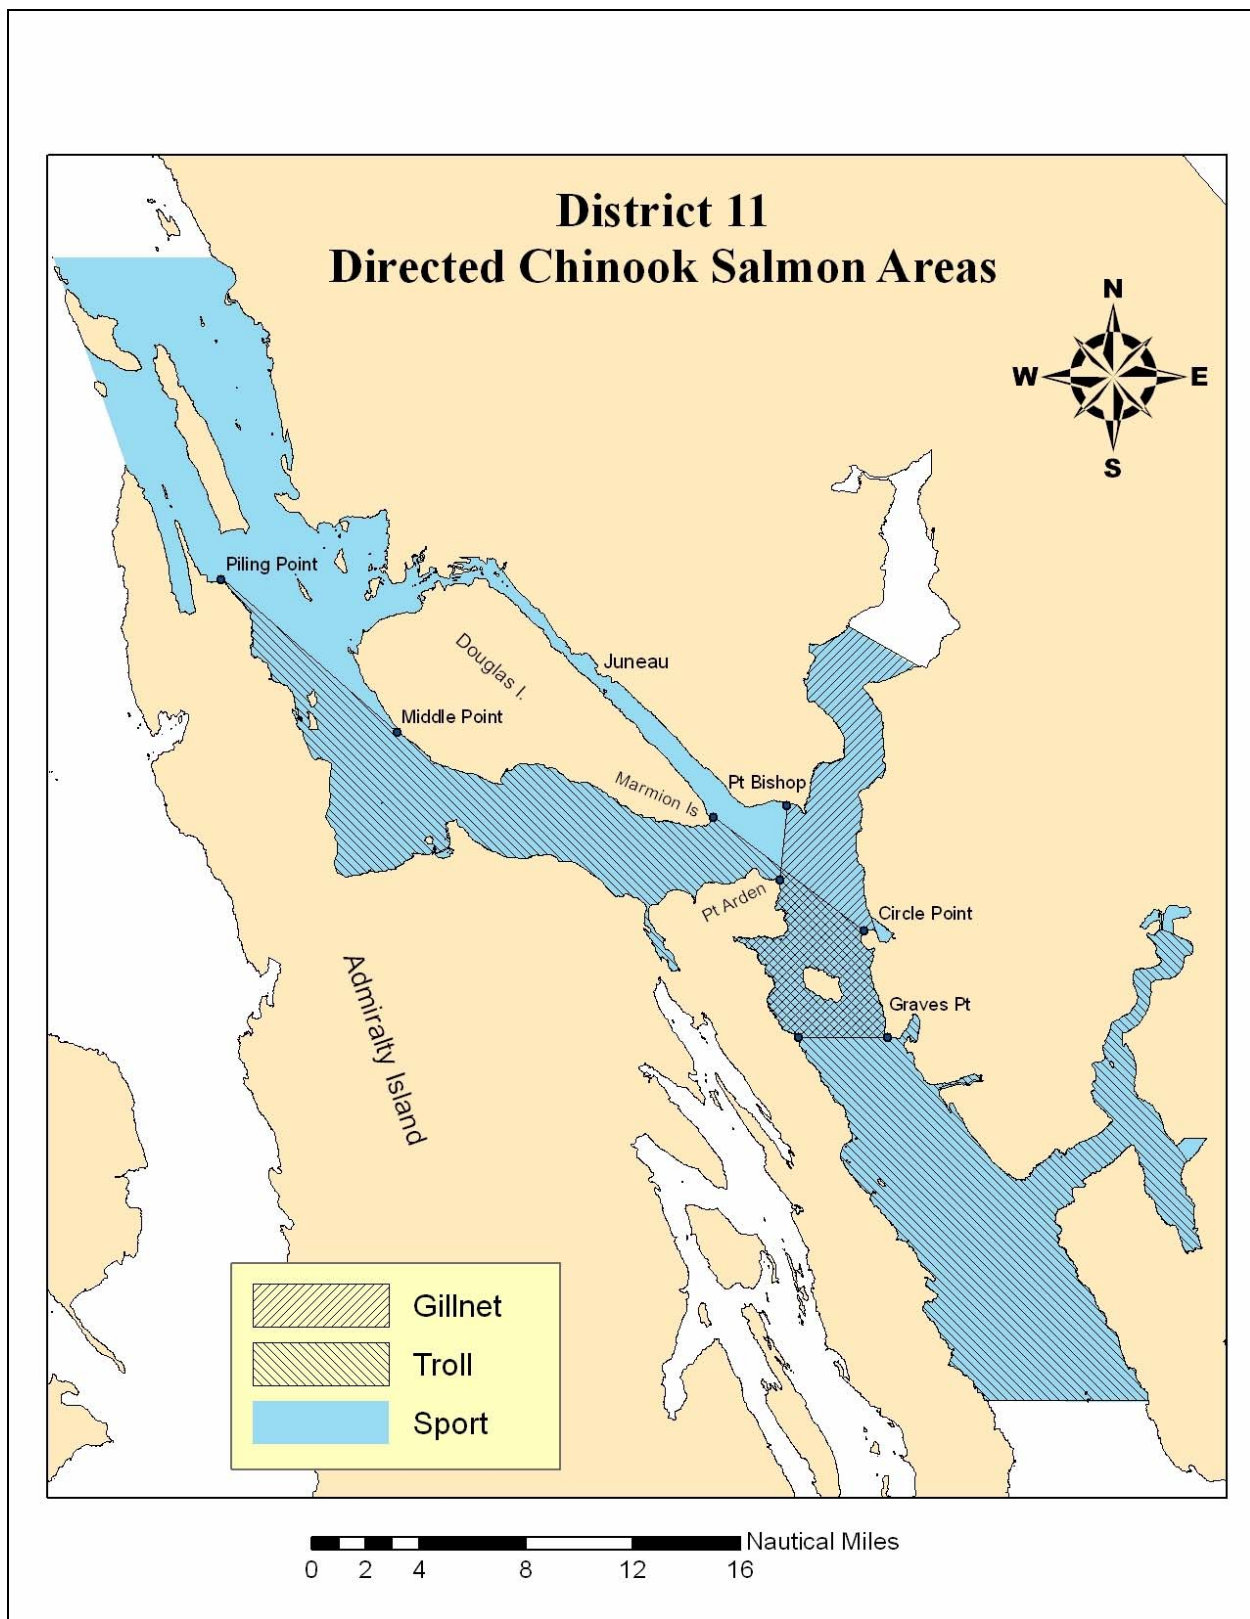 District 11
Directed Chinook Salmon Areas
N
W
E
S
Piling Point
Douglas I.
Juneau
Middle Point
Marmion Is
Pt Bishop
Pt Arden
Circle Point
Admiralty Island
Graves Pt
Gillnet
Troll
Sport
Nautical Miles
0 2 4 8 12 16